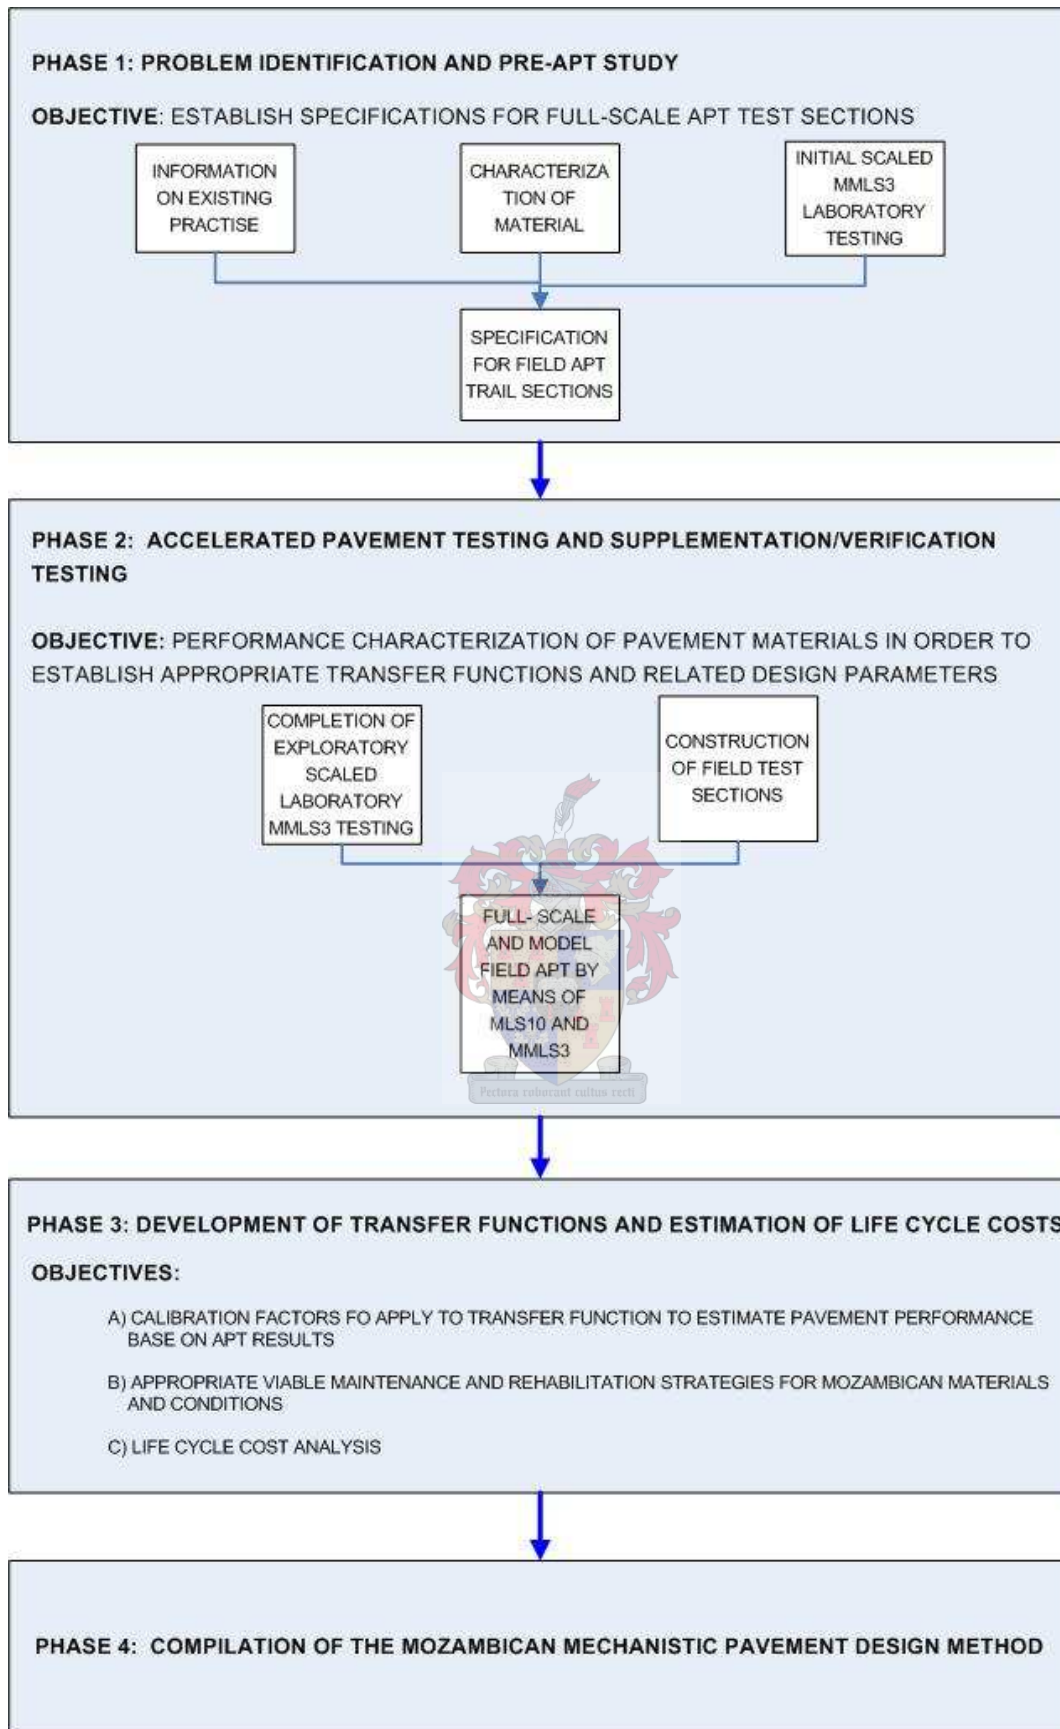 PHASE 1: PROBLEM IDENTIFICATION AND PRE-APT STUDY
OBJECTIVE: ESTABLISH SPECIFICATIONS FOR FULL-SCALE APT TEST SECTIONS
INFORMATION
ON EXISTING
PRACTISE
CHARACTERIZA
TION OF
MATERIAL
INITIAL SCALED
MMLS3
LABORATORY
TESTING
SPECIFICATION
FOR FIELD APT
TRAIL SECTIONS
PHASE 2: ACCELERATED PAVEMENT TESTING AND SUPPLEMENTATION/VERIFICATION
TESTING
OBJECTIVE: PERFORMANCE CHARACTERIZATION OF PAVEMENT MATERIALS IN ORDER TO
ESTABLISH APPROPRIATE TRANSFER FUNCTIONS AND RELATED DESIGN PARAMETERS
COMPLETION OF
EXPLORATORY
SCALED
LABORATORY
MMLS3 TESTING
CONSTRUCTION
OF FIELD TEST
SECTIONS
FULL- SCALE
AND MODEL
FIELD APT BY
MEANS OF
MLS10 AND
MMLS3
Pectora roborant cultus recti
PHASE 3: DEVELOPMENT OF TRANSFER FUNCTIONS AND ESTIMATION OF LIFE CYCLE COSTS
OBJECTIVES:
A) CALIBRATION FACTORS FO APPLY TO TRANSFER FUNCTION TO ESTIMATE PAVEMENT PERFORMANCE
BASE ON APT RESULTS
B) APPROPRIATE VIABLE MAINTENANCE AND REHABILITATION STRATEGIES FOR MOZAMBICAN MATERIALS
AND CONDITIONS
C) LIFE CYCLE COST ANALYSIS
PHASE 4: COMPILATION OF THE MOZAMBICAN MECHANISTIC PAVEMENT DESIGN METHOD